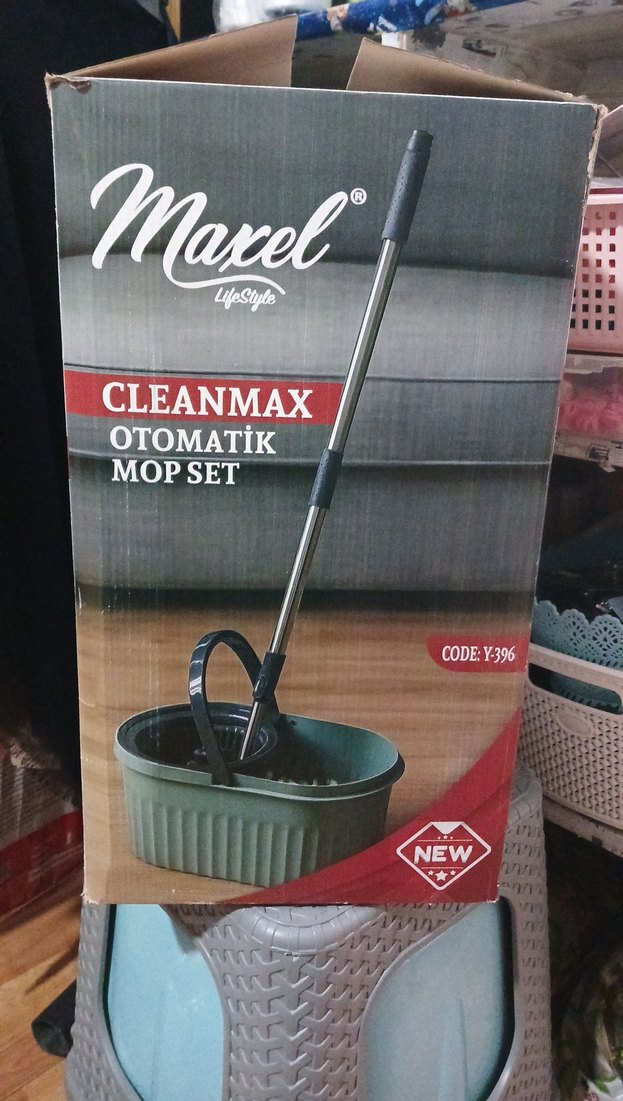 Maxel®
LifeStyle
CLEANMAX
OTOMATİK
MOP SET
CODE: Y-396
NEW